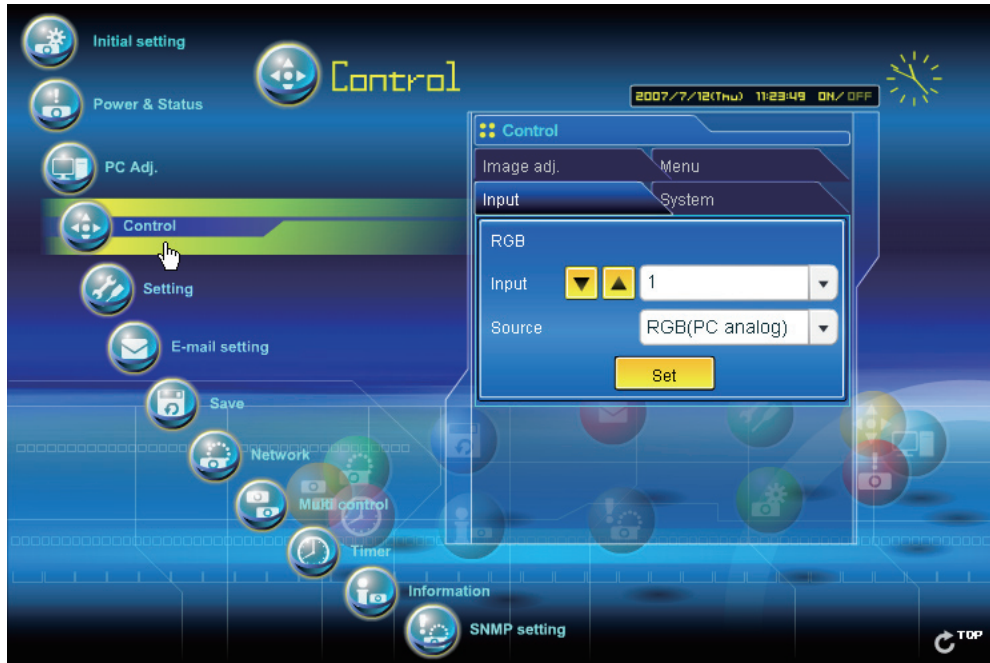 Initial setting
Power & Status
PC Adj.
Control
Setting
E-mail setting
Save
Network
Multi control
Timer
Information
SNMP setting
Control
2007/7/12(Thu) 11:23:49 ON/OFF
Control
Image adj. Menu
Input System
RGB
Input 1
Source RGB(PC analog)
Set
TOP